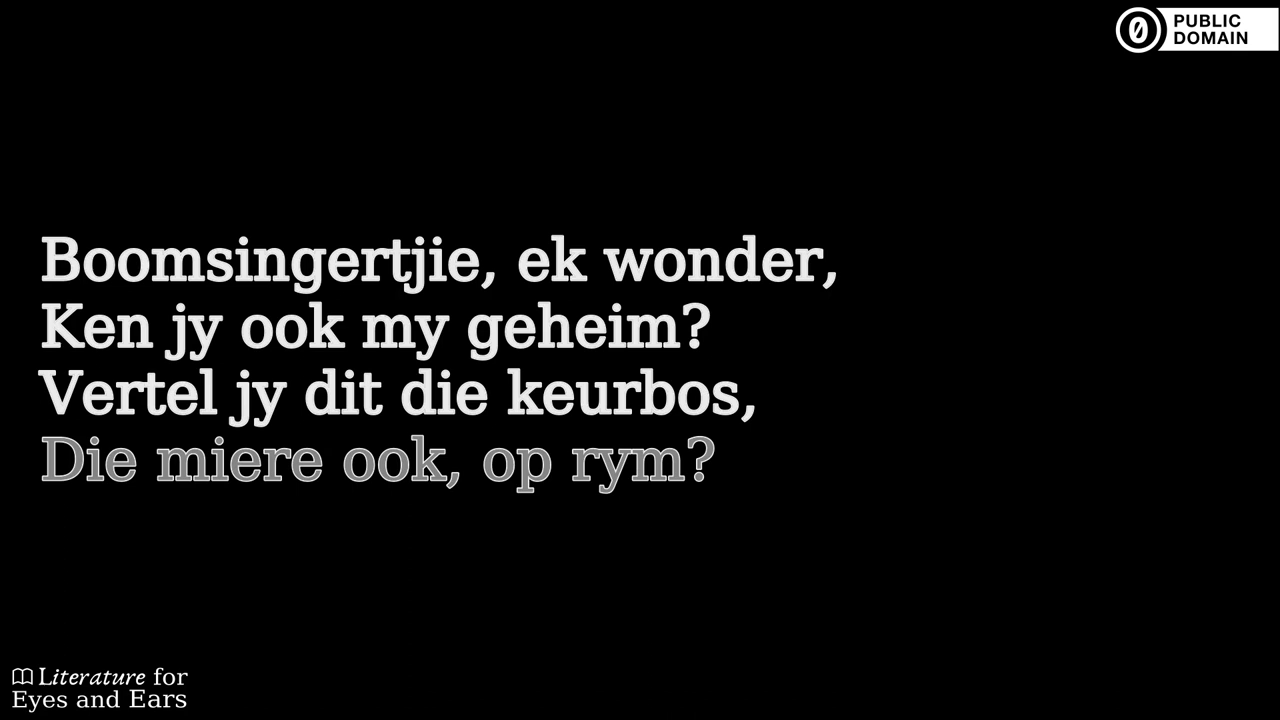 PUBLIC
DOMAIN
Boomsingertjie, ek wonder,
Ken jy ook my geheim?
Vertel jy dit die keurbos,
Die miere ook, op rym?
Literature for
Eyes and Ears